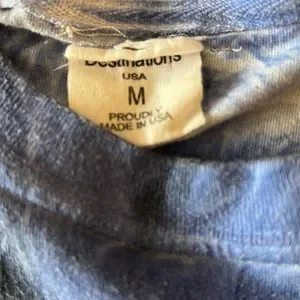 Destinations
USA
M
PROUDLY
MADE IN USA